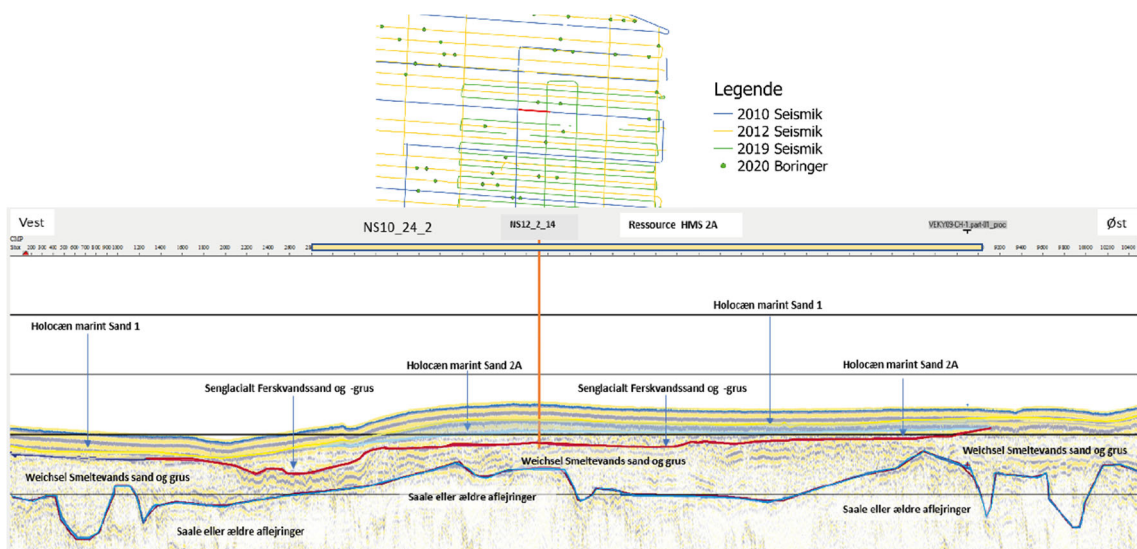 Legende
2010 Seismik
2012 Seismik
2019 Seismik
2020 Boringer
Vest
NS10_24_2
NS12_2_14
Ressource HMS 2A
Øst
Holocæn marint Sand 1
Holocæn marint Sand 1
Holocæn marint Sand 2A
Holocæn marint Sand 2A
Senglacialt Ferskvandssand og -grus
Senglacialt Ferskvandssand og -grus
Weichsel Smeltevands sand og grus
Weichsel Smeltevands sand og grus
Weichsel Smeltevands sand og grus
Saale eller ældre aflejringer
Saale eller ældre aflejringer
Saale eller ældre aflejringer